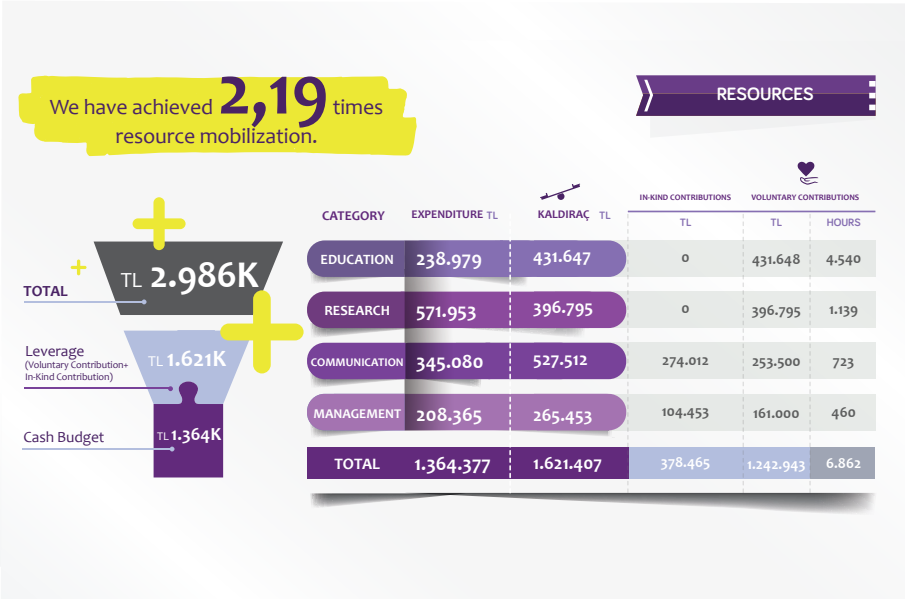 We have achieved 2,19 times
resource mobilization.
RESOURCES
TL 2.986K
TOTAL
Leverage
(Voluntary Contribution+
In-Kind Contribution)
TL 1.621K
Cash Budget
TL 1.364K
IN-KIND CONTRIBUTIONS VOLUNTARY CONTRIBUTIONS
CATEGORY EXPENDITURE TL KALDIRAÇ TL TL TL HOURS
EDUCATION 238.979 431.647 0 431.648 4.540
RESEARCH 571.953 396.795 0 396.795 1.139
COMMUNICATION 345.080 527.512 274.012 253.500 723
MANAGEMENT 208.365 265.453 104.453 161.000 460
TOTAL 1.364.377 1.621.407 378.465 1.242.943 6.862